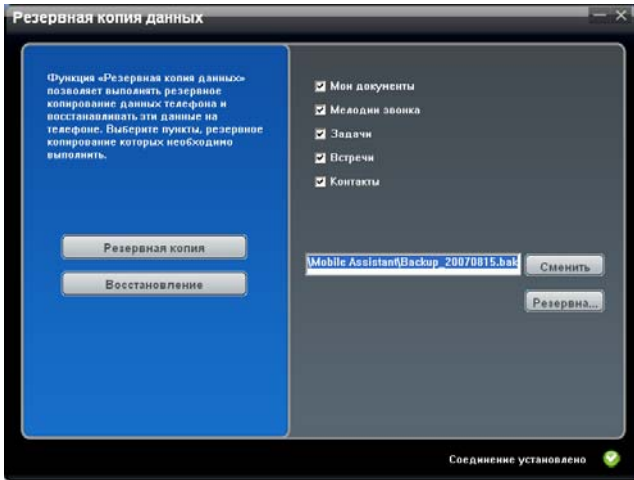 Резервная копия данных
Функция «Резервная копия данных»
позволяет выполнять резервное
копирование данных телефона и
восстанавливать эти данные на
телефоне. Выберите пункты, резервное
копирование которых необходимо
выполнить.
Резервная копия
Восстановление
Мои документы
Мелодии звонка
Задачи
Встречи
Контакты
\Mobile Assistant\Backup_20070815.bak
Сменить
Резервна...
Соединение установлено